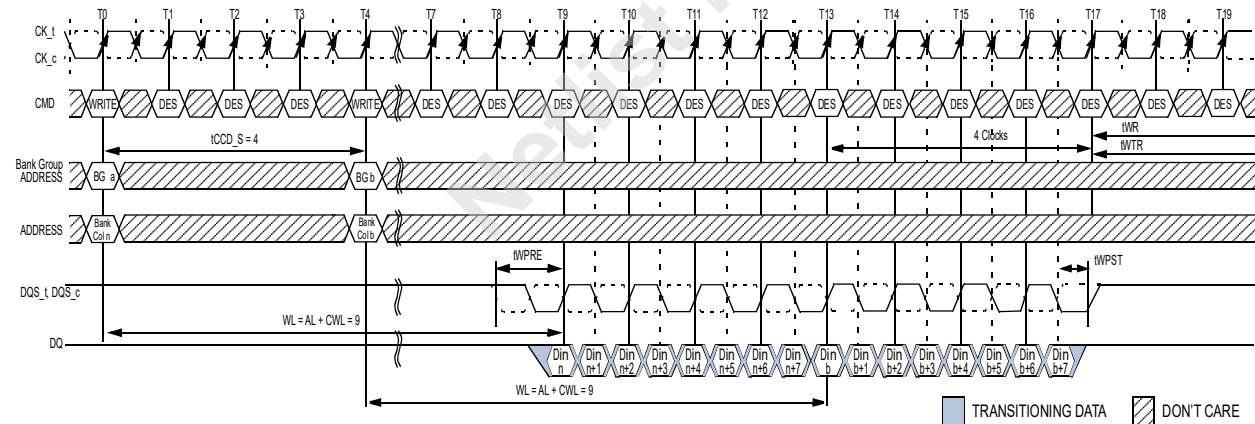 T0 T1 T2 T3 T4 T7 T8 T9 T10 T11 T12 T13 T14 T15 T16 T17 T18 T19
CK_t
CK_c
CMD WRITE DES DES DES WRITE DES DES DES DES DES DES DES DES DES DES DES DES DES
tCCD_S = 4 4 Clocks tWR
tWTR
Bank Group
ADDRESS BG a BG b
ADDRESS Bank Col n Bank Col b
tWPRE tWPST
DQS_t, DQS_c
WL = AL + CWL = 9
DQ Din n Din n+1 Din n+2 Din n+3 Din n+4 Din n+5 Din n+6 Din n+7 Din b Din b+1 Din b+2 Din b+3 Din b+4 Din b+5 Din b+6 Din b+7
WL = AL + CWL = 9
TRANSITIONING DATA DON'T CARE
Netlist